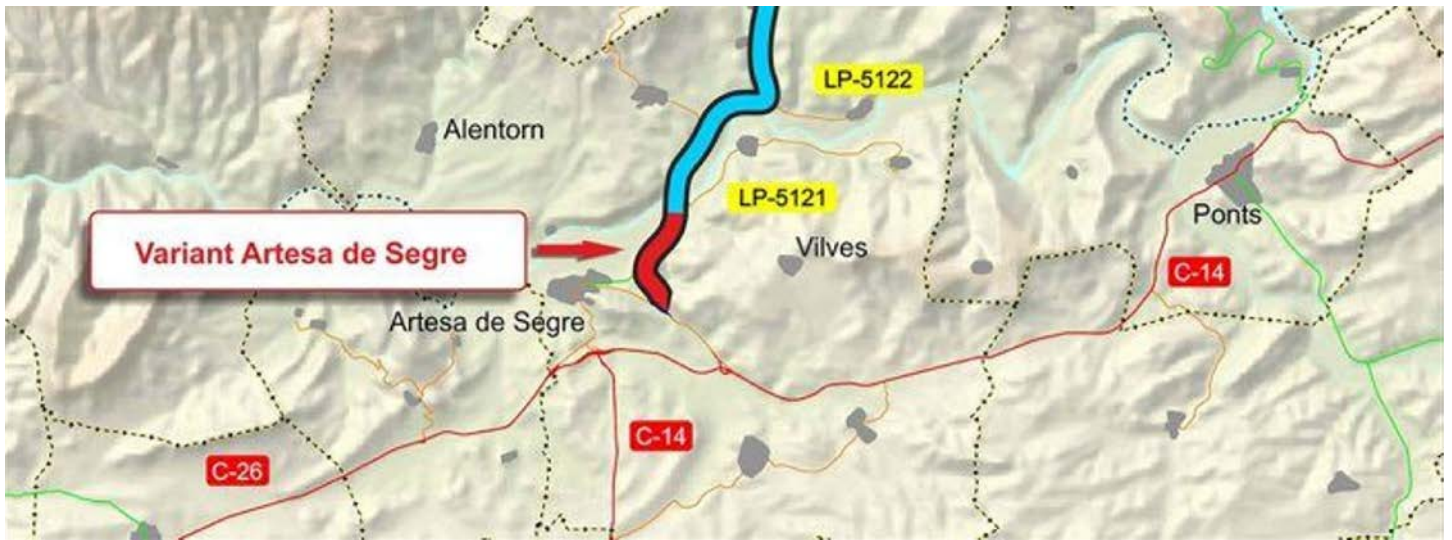 LP-5122
Alentorn
LP-5121
Ponts
Variant Artesa de Segre
Vilves
C-14
Artesa de Segre
C-14
C-26